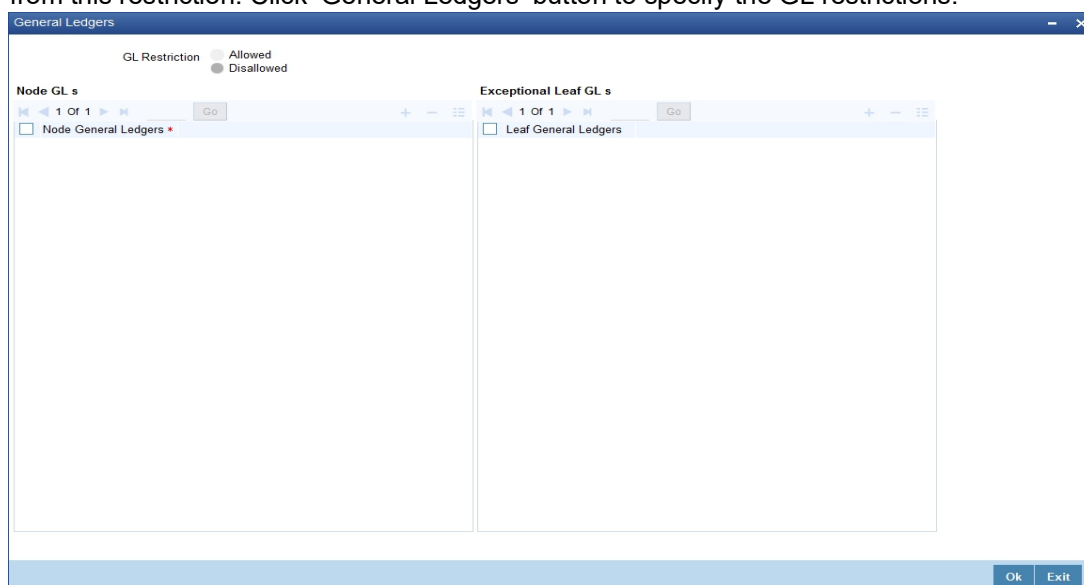 from this restriction. Click 'General Ledgers' button to specify the GL restrictions.
General Ledgers
GL Restriction Allowed
Disallowed
Node GL s Exceptional Leaf GL s
1 Of 1 Go 1 Of 1 Go
Node General Ledgers * Leaf General Ledgers
Ok Exit